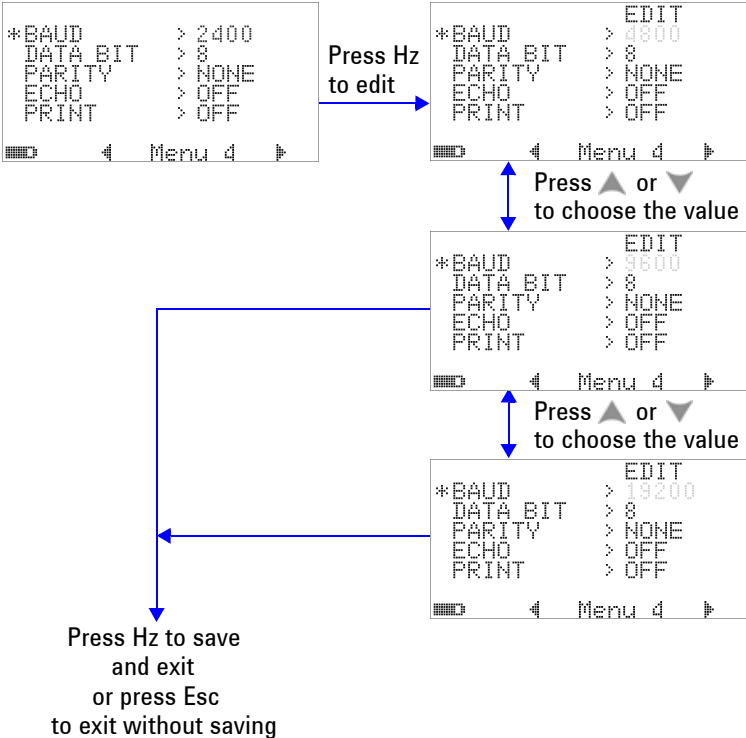 *BAUD > 2400
DATA BIT > 8
PARITY > NONE
ECHO > OFF
PRINT > OFF
Menu 4
Press Hz
to edit
EDIT
*BAUD > 4800
DATA BIT > 8
PARITY > NONE
ECHO > OFF
PRINT > OFF
Menu 4
Press ▲ or ▼
to choose the value
EDIT
*BAUD > 9600
DATA BIT > 8
PARITY > NONE
ECHO > OFF
PRINT > OFF
Menu 4
Press ▲ or ▼
to choose the value
EDIT
*BAUD > 19200
DATA BIT > 8
PARITY > NONE
ECHO > OFF
PRINT > OFF
Menu 4
Press Hz to save
and exit
or press Esc
to exit without saving